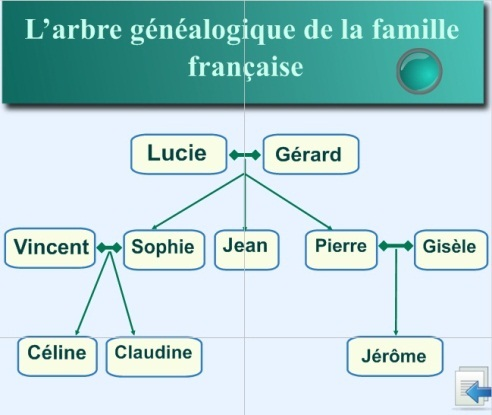 L’arbre généalogique de la famille
française
Lucie Gérard
Vincent Sophie Jean Pierre Gisèle
Céline Claudine Jérôme